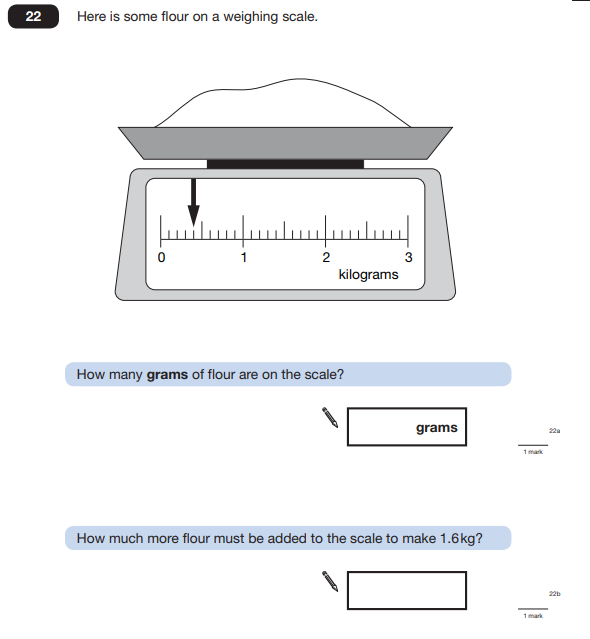 22 Here is some flour on a weighing scale.
0 1 2 3
kilograms
How many grams of flour are on the scale?
grams
22a
1 mark
How much more flour must be added to the scale to make 1.6 kg?
22b
1 mark